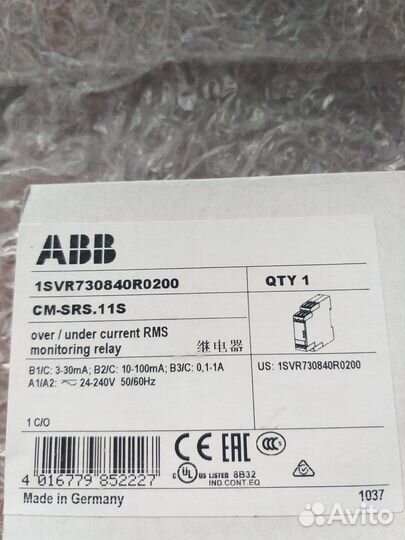 ABB
1SVR730840R0200
QTY 1
CM-SRS.11S
over / under current RMS
monitoring relay
继电器
B1/C: 3-30mA; B2/C: 10-100mA; B3/C: 0,1-1A
A1/A2: 24-240V 50/60Hz
US: 1SVR730840R0200
1 C/O
CE EAC CCC
UL US LISTED 8B32
IND.CONT.EQ
4 016779 852227
Made in Germany
1037
Avito